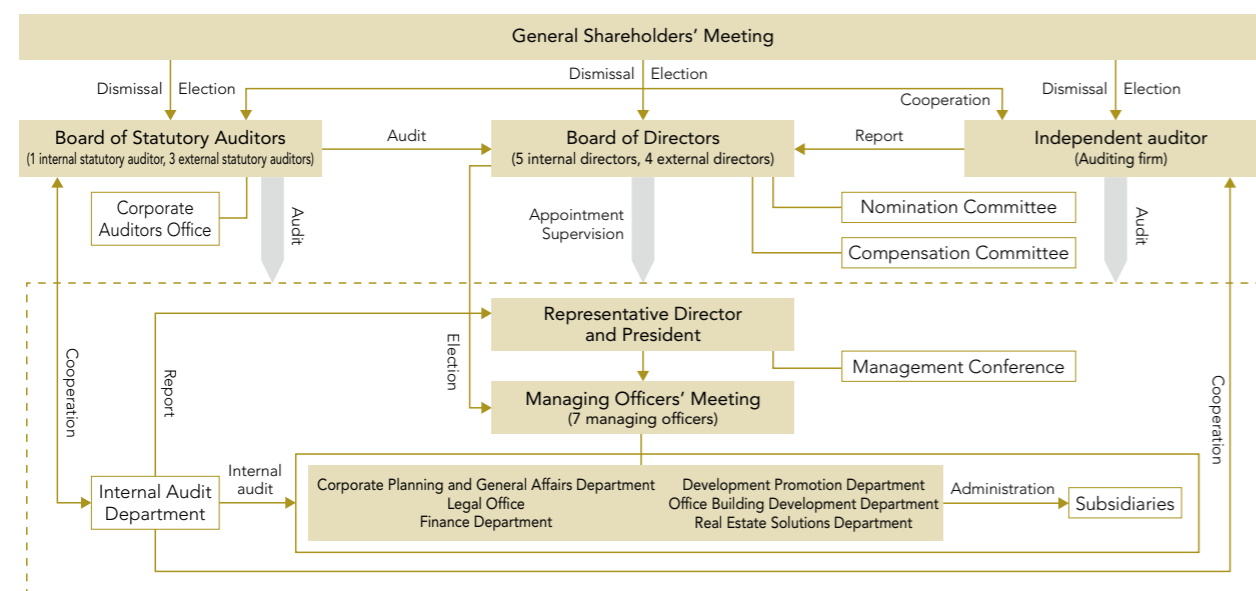 General Shareholders’ Meeting
Dismissal
Election
Dismissal
Election
Dismissal
Election
Cooperation
Board of Statutory Auditors
(1 internal statutory auditor, 3 external statutory auditors)
Audit
Board of Directors
(5 internal directors, 4 external directors)
Report
Independent auditor
(Auditing firm)
Corporate
Auditors Office
Audit
Appointment
Supervision
Nomination Committee
Compensation Committee
Audit
Representative Director
and President
Management Conference
Cooperation
Report
Election
Cooperation
Managing Officers’ Meeting
(7 managing officers)
Internal Audit
Department
Internal
audit
Corporate Planning and General Affairs Department
Legal Office
Finance Department
Development Promotion Department
Office Building Development Department
Real Estate Solutions Department
Administration
Subsidiaries